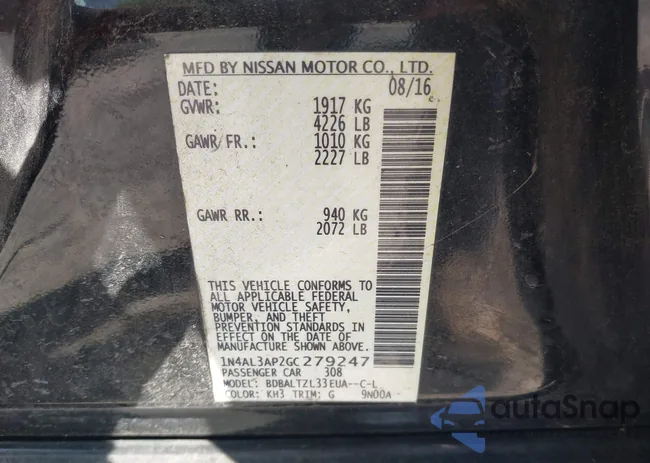 MFD BY NISSAN MOTOR CO., LTD.
DATE: 08/16
GVWR: 1917 KG
4226 LB
GAWR FR.: 1010 KG
2227 LB
GAWR RR.: 940 KG
2072 LB
THIS VEHICLE CONFORMS TO
ALL APPLICABLE FEDERAL
MOTOR VEHICLE SAFETY,
BUMPER, AND THEFT
PREVENTION STANDARDS IN
EFFECT ON THE DATE OF
MANUFACTURE SHOWN ABOVE.
1N4AL3AP2GC279247
PASSENGER CAR 308
MODEL: BDBALTZL33EUA--C-L
COLOR: KH3 TRIM: G 9N00A
autoSnap